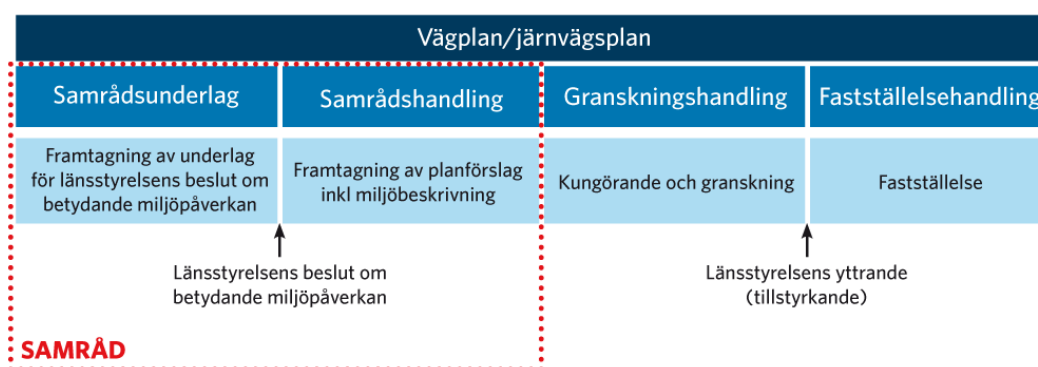 Vägplan/järnvägsplan
Samrådsunderlag
Samrådshandling
Granskningshandling
Fastställelsehandling
Framtagning av underlag
för länsstyrelsens beslut om
betydande miljöpåverkan
Framtagning av planförslag
inkl miljöbeskrivning
Kungörande och granskning
Fastställelse
Länsstyrelsens beslut om
betydande miljöpåverkan
Länsstyrelsens yttrande
(tillstyrkande)
SAMRÅD